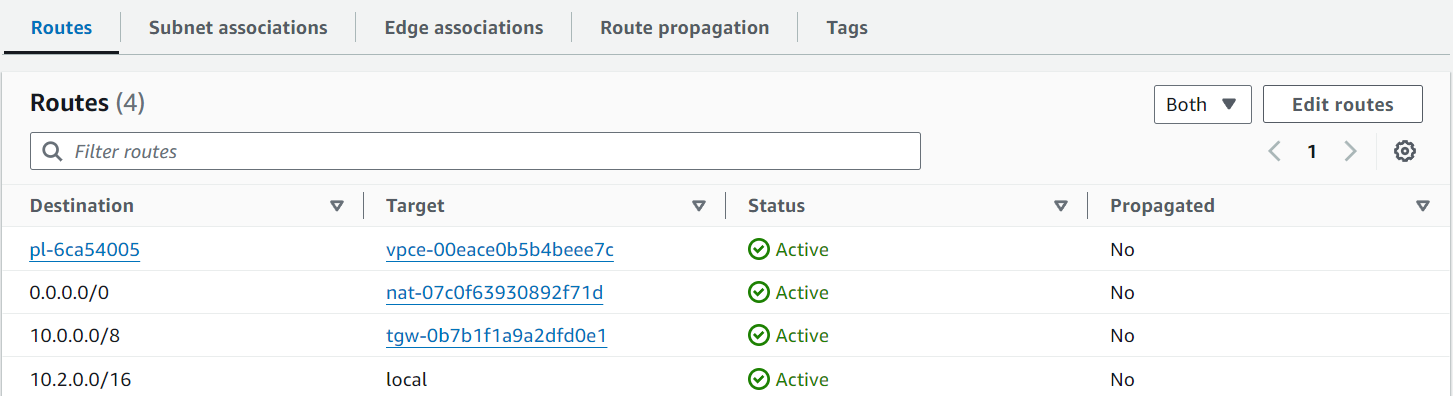 Routes Subnet associations Edge associations Route propagation Tags
Routes (4) Both Edit routes
Filter routes 1
Destination Target Status Propagated
pl-6ca54005 vpce-00eace0b5b4beee7c Active No
0.0.0.0/0 nat-07c0f63930892f71d Active No
10.0.0.0/8 tgw-0b7b1f1a9a2dfd0e1 Active No
10.2.0.0/16 local Active No